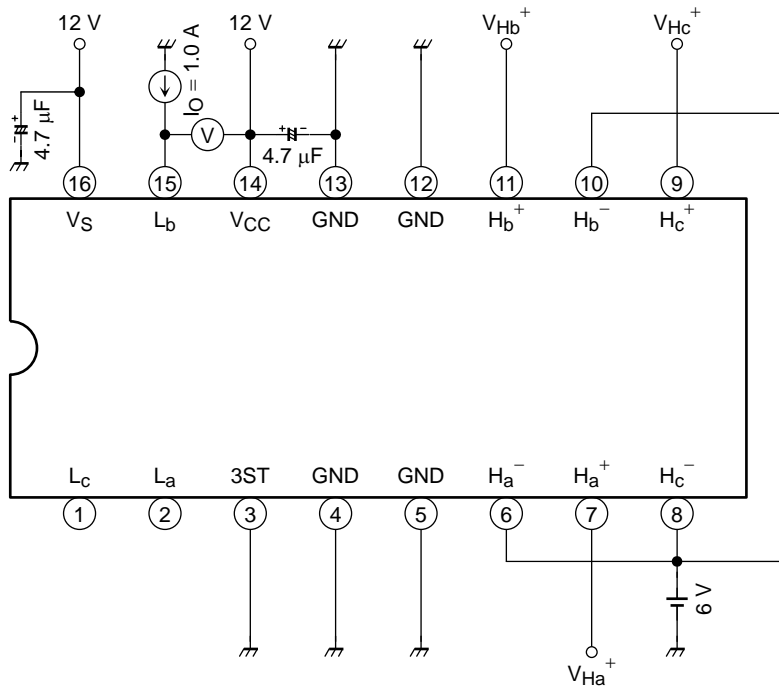 12 V
12 V
V_Hb^+
V_Hc^+
I_O = 1.0 A
+
-
4.7 μF
V
+ -
4.7 μF
16 15 14 13 12 11 10 9
V_S L_b V_CC GND GND H_b^+ H_b^- H_c^+
L_c L_a 3ST GND GND H_a^- H_a^+ H_c^-
1 2 3 4 5 6 7 8
6 V
V_Ha^+